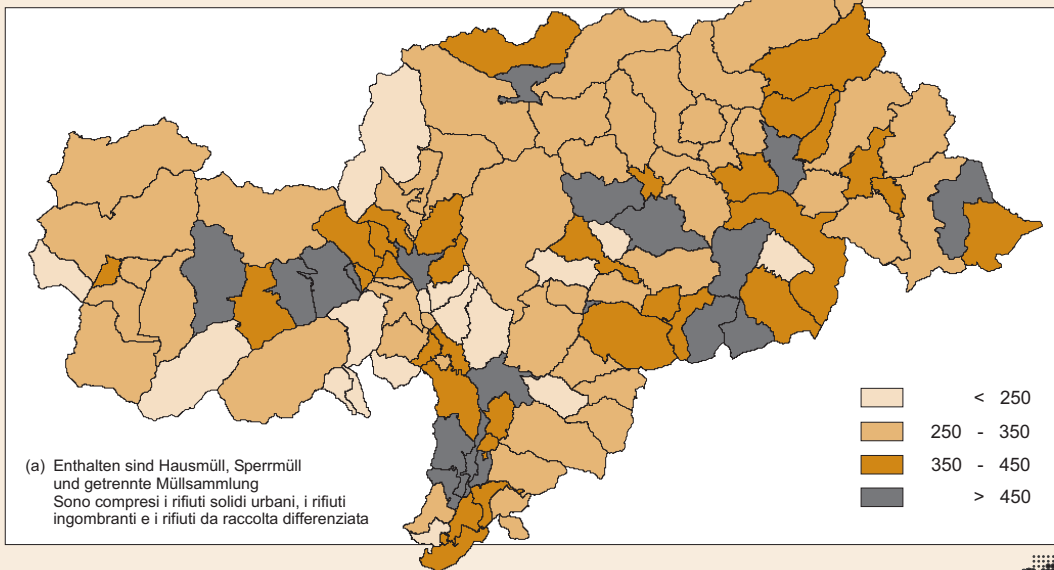 < 250
250 - 350
350 - 450
> 450
(a) Enthalten sind Hausmüll, Sperrmüll
und getrennte Müllsammlung
Sono compresi i rifiuti solidi urbani, i rifiuti
ingombranti e i rifiuti da raccolta differenziata